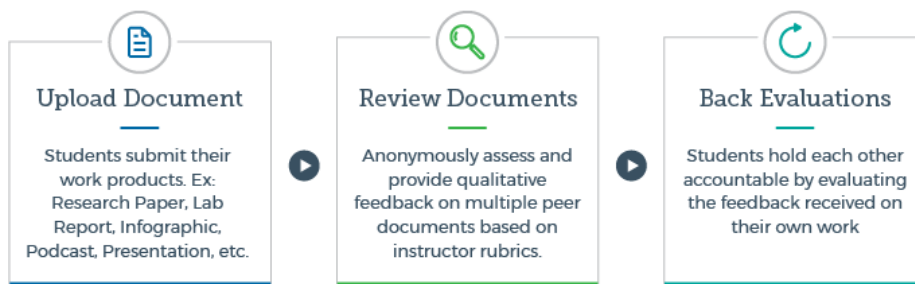 Upload Document
Students submit their
work products. Ex:
Research Paper, Lab
Report, Infographic,
Podcast, Presentation, etc.
Review Documents
Anonymously assess and
provide qualitative
feedback on multiple peer
documents based on
instructor rubrics.
Back Evaluations
Students hold each other
accountable by evaluating
the feedback received on
their own work